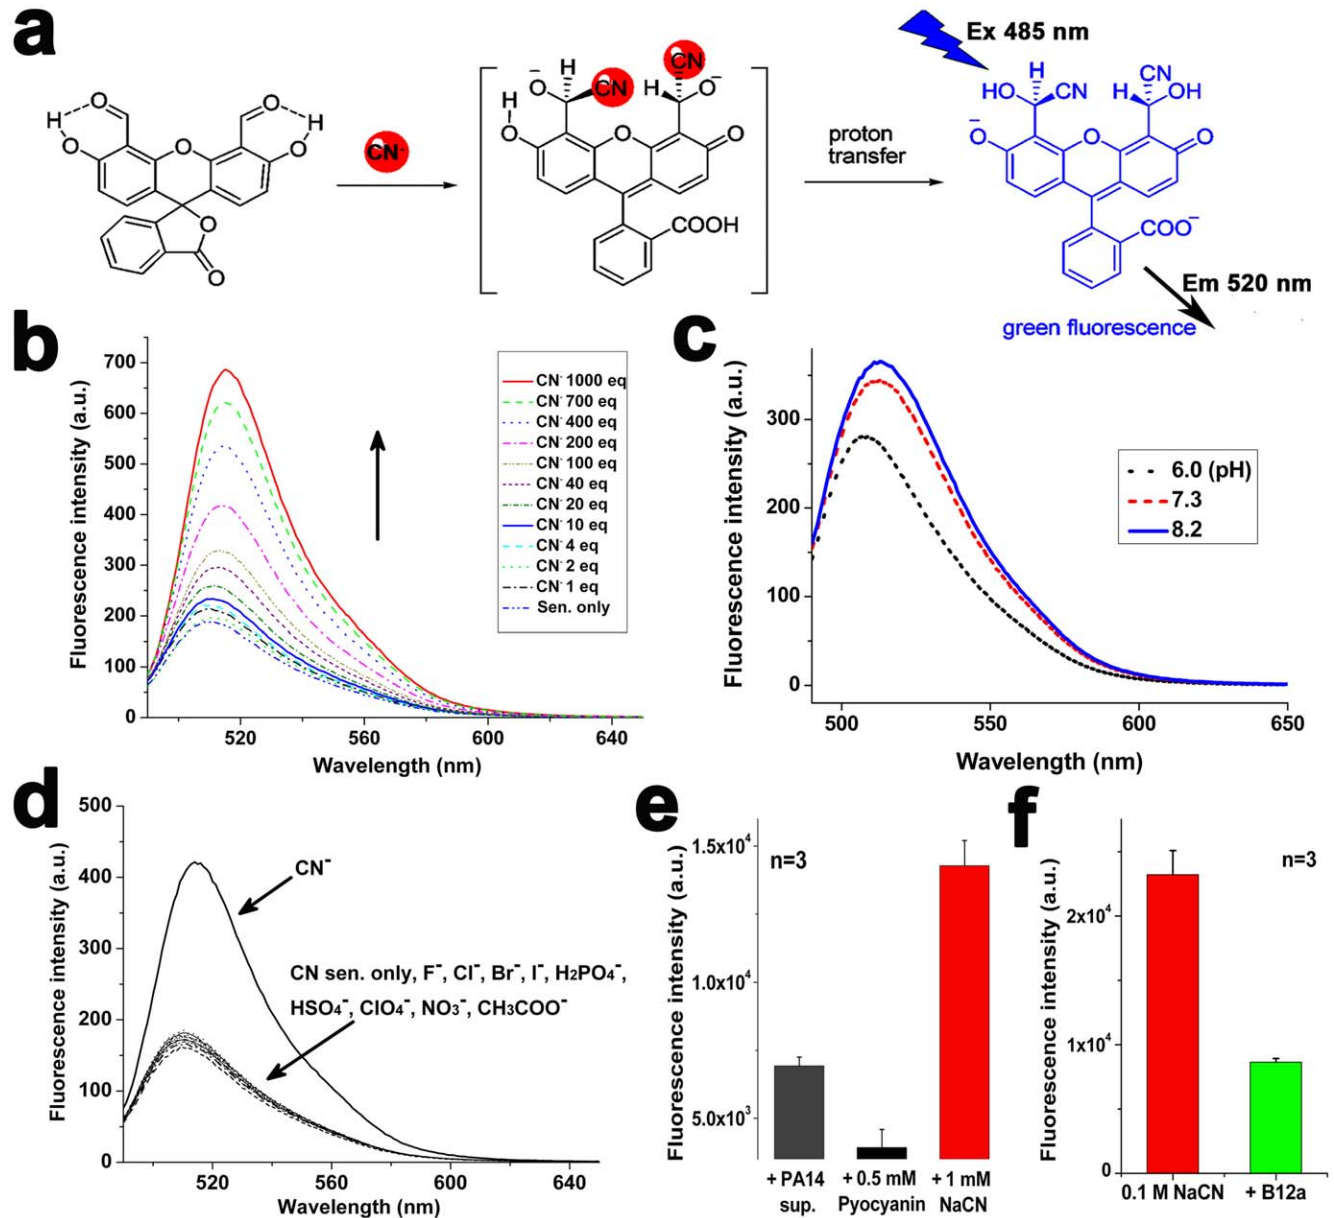 a
Ex 485 nm
H O O O H
O O O
O
O
CN⁻
H
⁻O CN
CN
H O⁻
H
O O O
COOH
proton
transfer
H
HO CN
CN
H OH
⁻O O O
COO⁻
Em 520 nm
green fluorescence
b
Fluorescence intensity (a.u.)
700
600
500
400
300
200
100
0
520 560 600 640
Wavelength (nm)
CN⁻ 1000 eq
CN⁻ 700 eq
CN⁻ 400 eq
CN⁻ 200 eq
CN⁻ 100 eq
CN⁻ 40 eq
CN⁻ 20 eq
CN⁻ 10 eq
CN⁻ 4 eq
CN⁻ 2 eq
CN⁻ 1 eq
Sen. only
c
Fluorescence intensity (a.u.)
300
200
100
0
500 550 600 650
Wavelength (nm)
6.0 (pH)
7.3
8.2
d
Fluorescence intensity (a.u.)
500
400
300
200
100
0
520 560 600 640
Wavelength (nm)
CN⁻
CN sen. only, F⁻, Cl⁻, Br⁻, I⁻, H₂PO₄⁻,
HSO₄⁻, ClO₄⁻, NO₃⁻, CH₃COO⁻
e
Fluorescence intensity (a.u.)
1.5x10⁴
1.0x10⁴
5.0x10³
n=3
+ PA14
sup.
+ 0.5 mM
Pyocyanin
+ 1 mM
NaCN
f
Fluorescence intensity (a.u.)
2x10⁴
1x10⁴
0
n=3
0.1 M NaCN
+ B12a